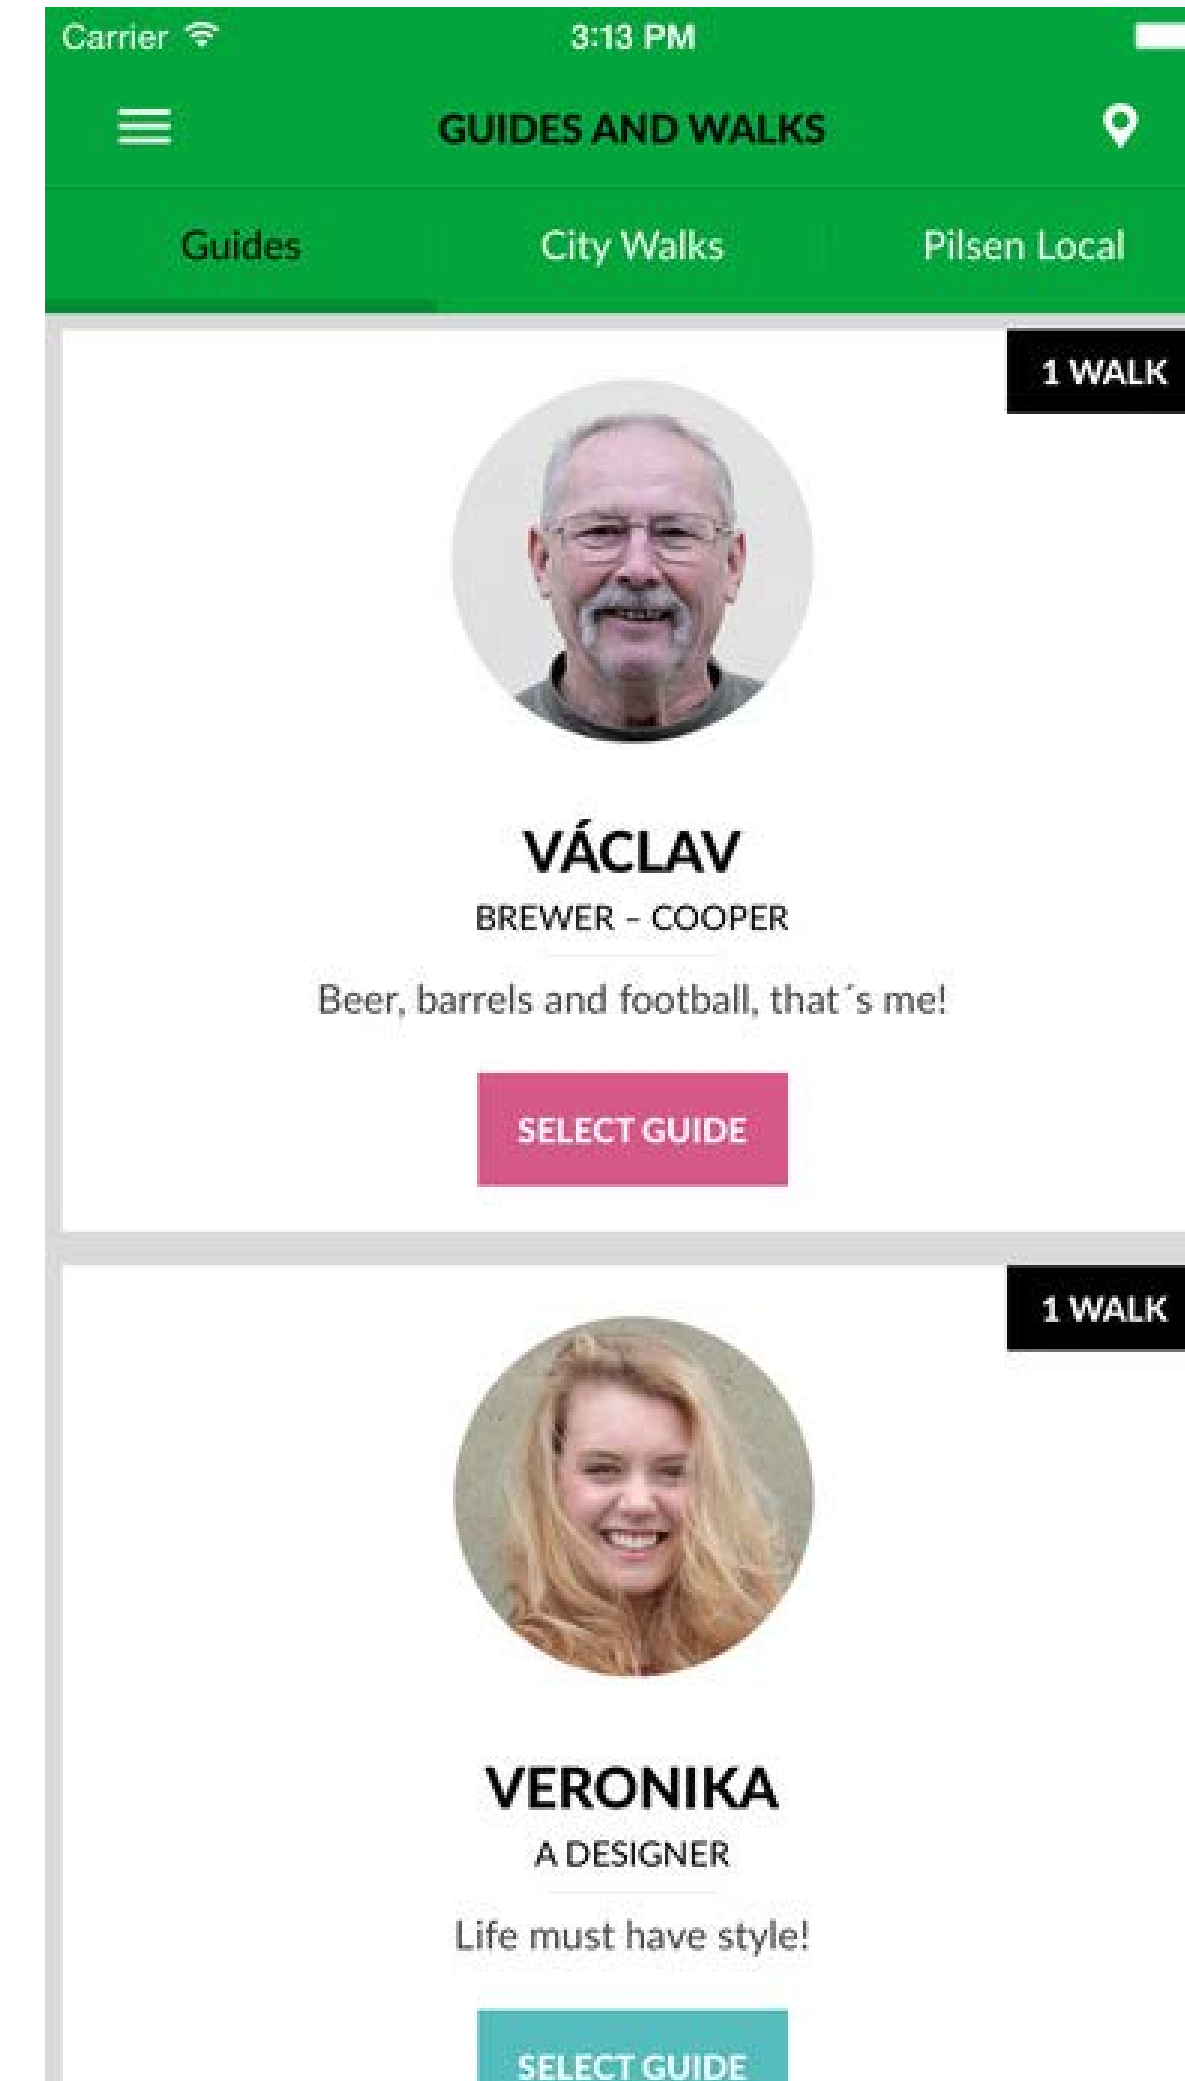 Carrier 3:13 PM
GUIDES AND WALKS
Guides City Walks Pilsen Local
1 WALK
VÁCLAV
BREWER – COOPER
Beer, barrels and football, that´s me!
SELECT GUIDE
1 WALK
VERONIKA
A DESIGNER
Life must have style!
SELECT GUIDE